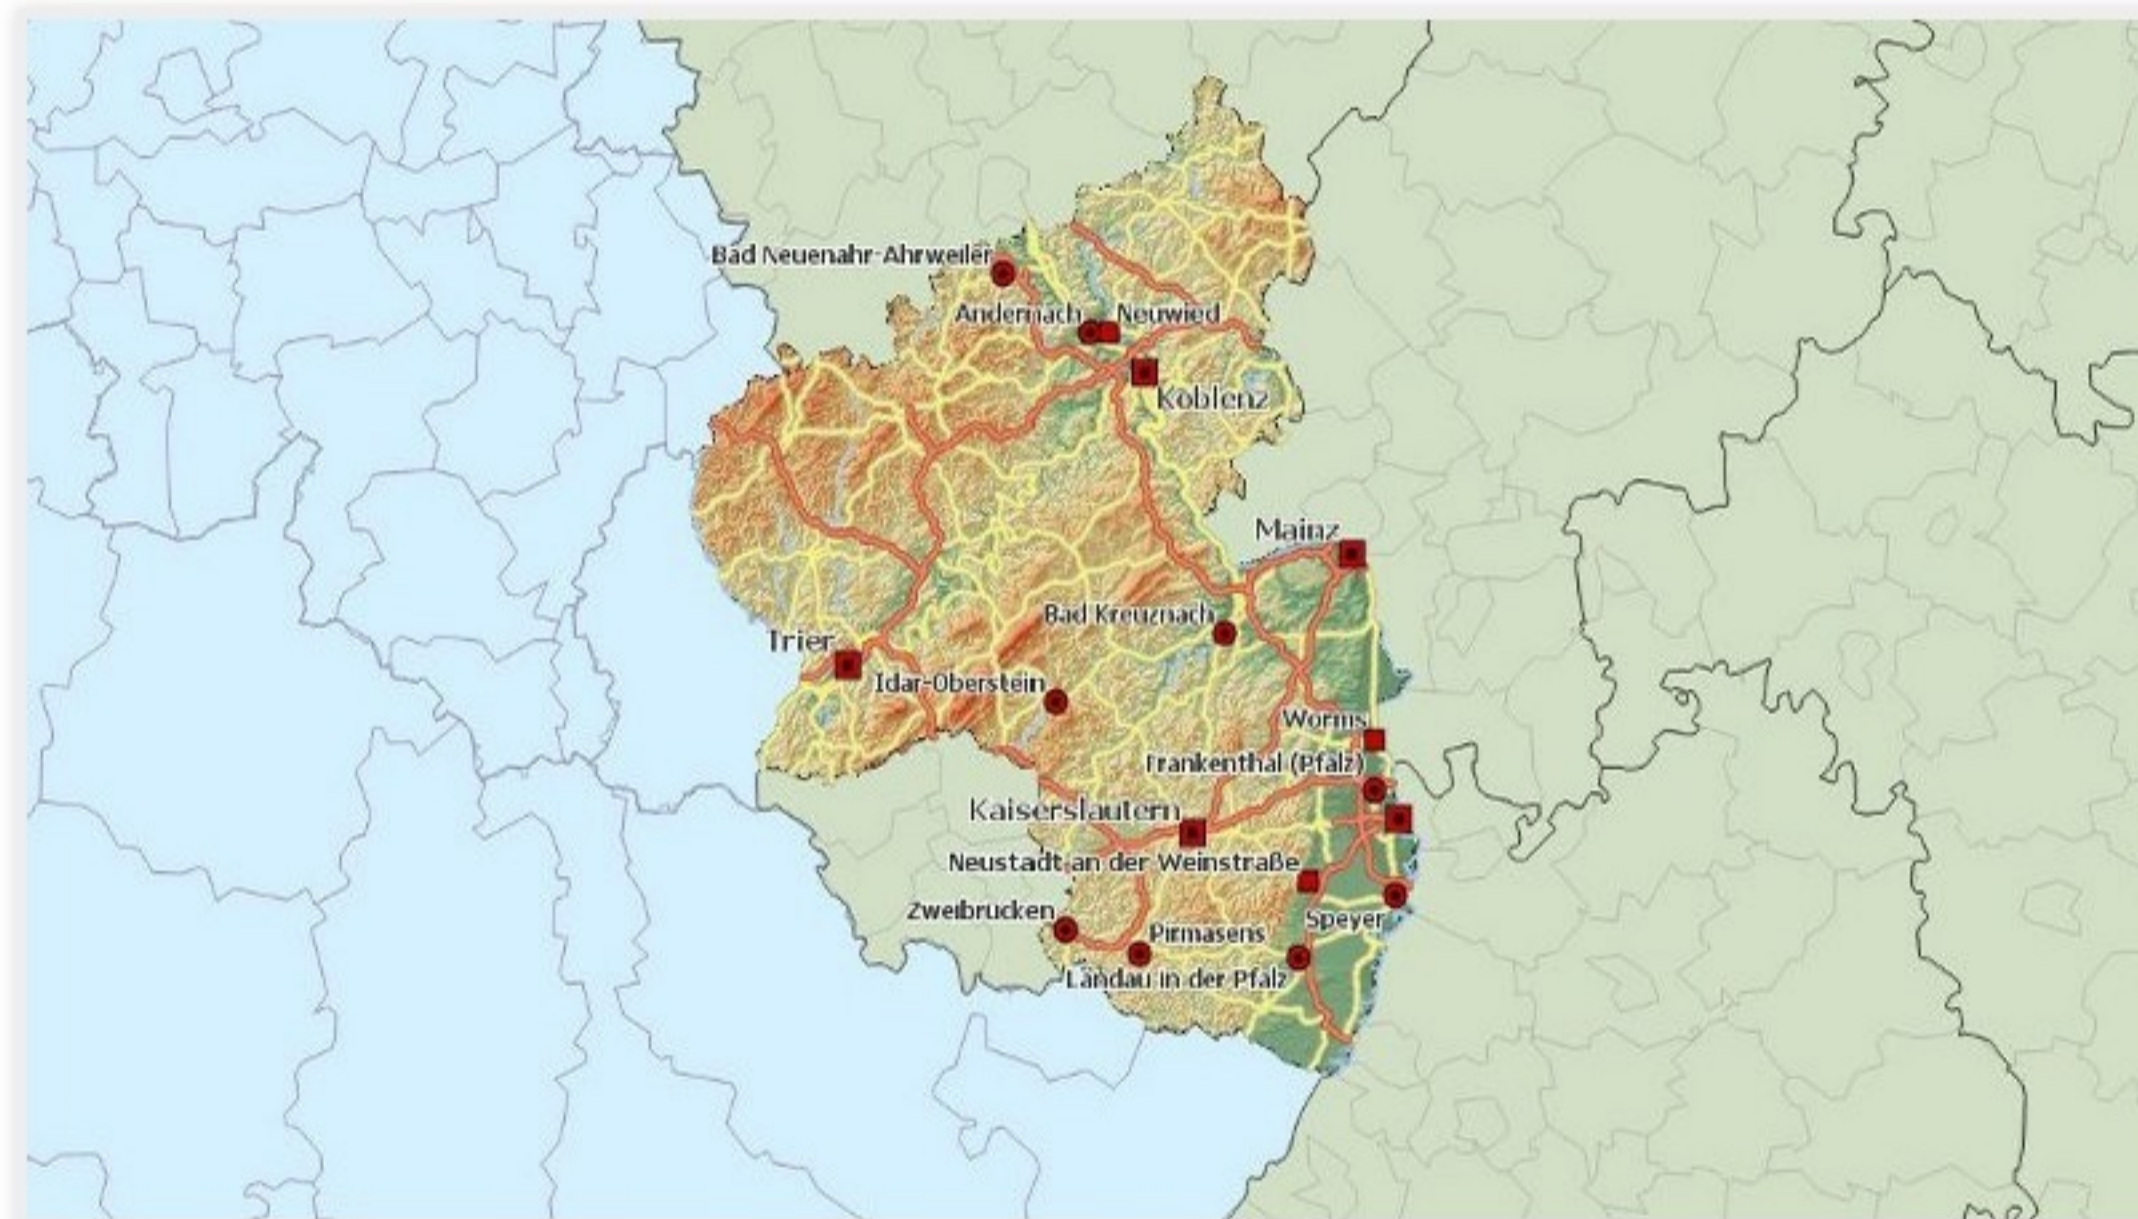 Bad Neuenahr-Ahrweiler
Andernach
Neuwied
Koblenz
Mainz
Bad Kreuznach
Trier
Idar-Oberstein
Worms
Frankenthal (Pfalz)
Kaiserslautern
Neustadt an der Weinstraße
Zweibrücken
Speyer
Pirmasens
Landau in der Pfalz